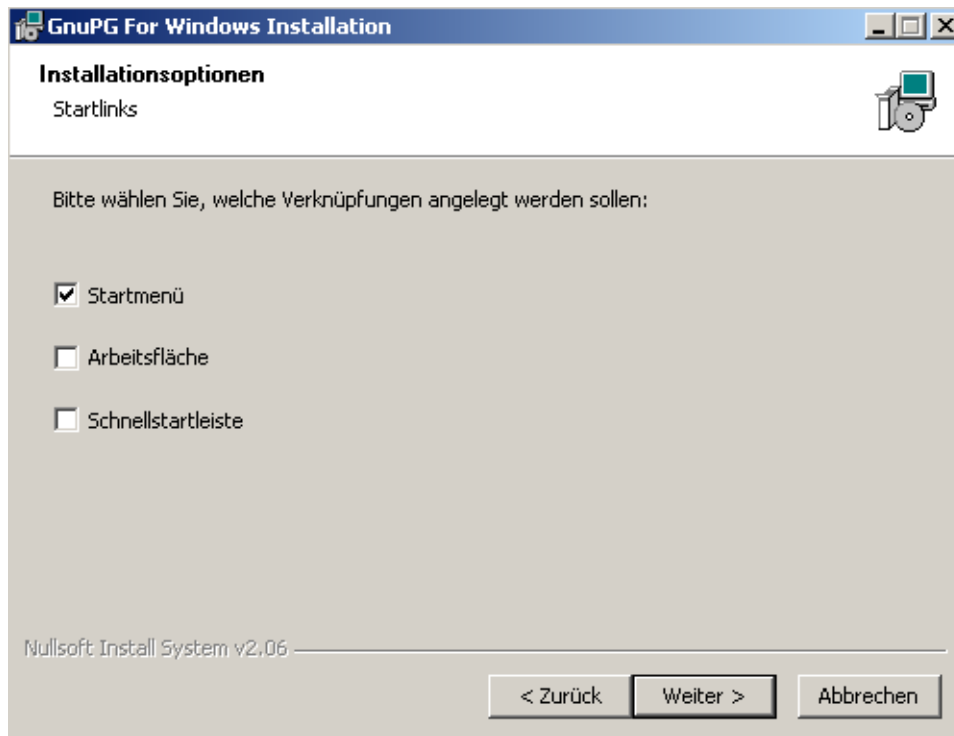 GnuPG For Windows Installation
Installationsoptionen
Startlinks
Bitte wählen Sie, welche Verknüpfungen angelegt werden sollen:
Startmenü
Arbeitsfläche
Schnellstartleiste
Nullsoft Install System v2.06
< Zurück Weiter > Abbrechen